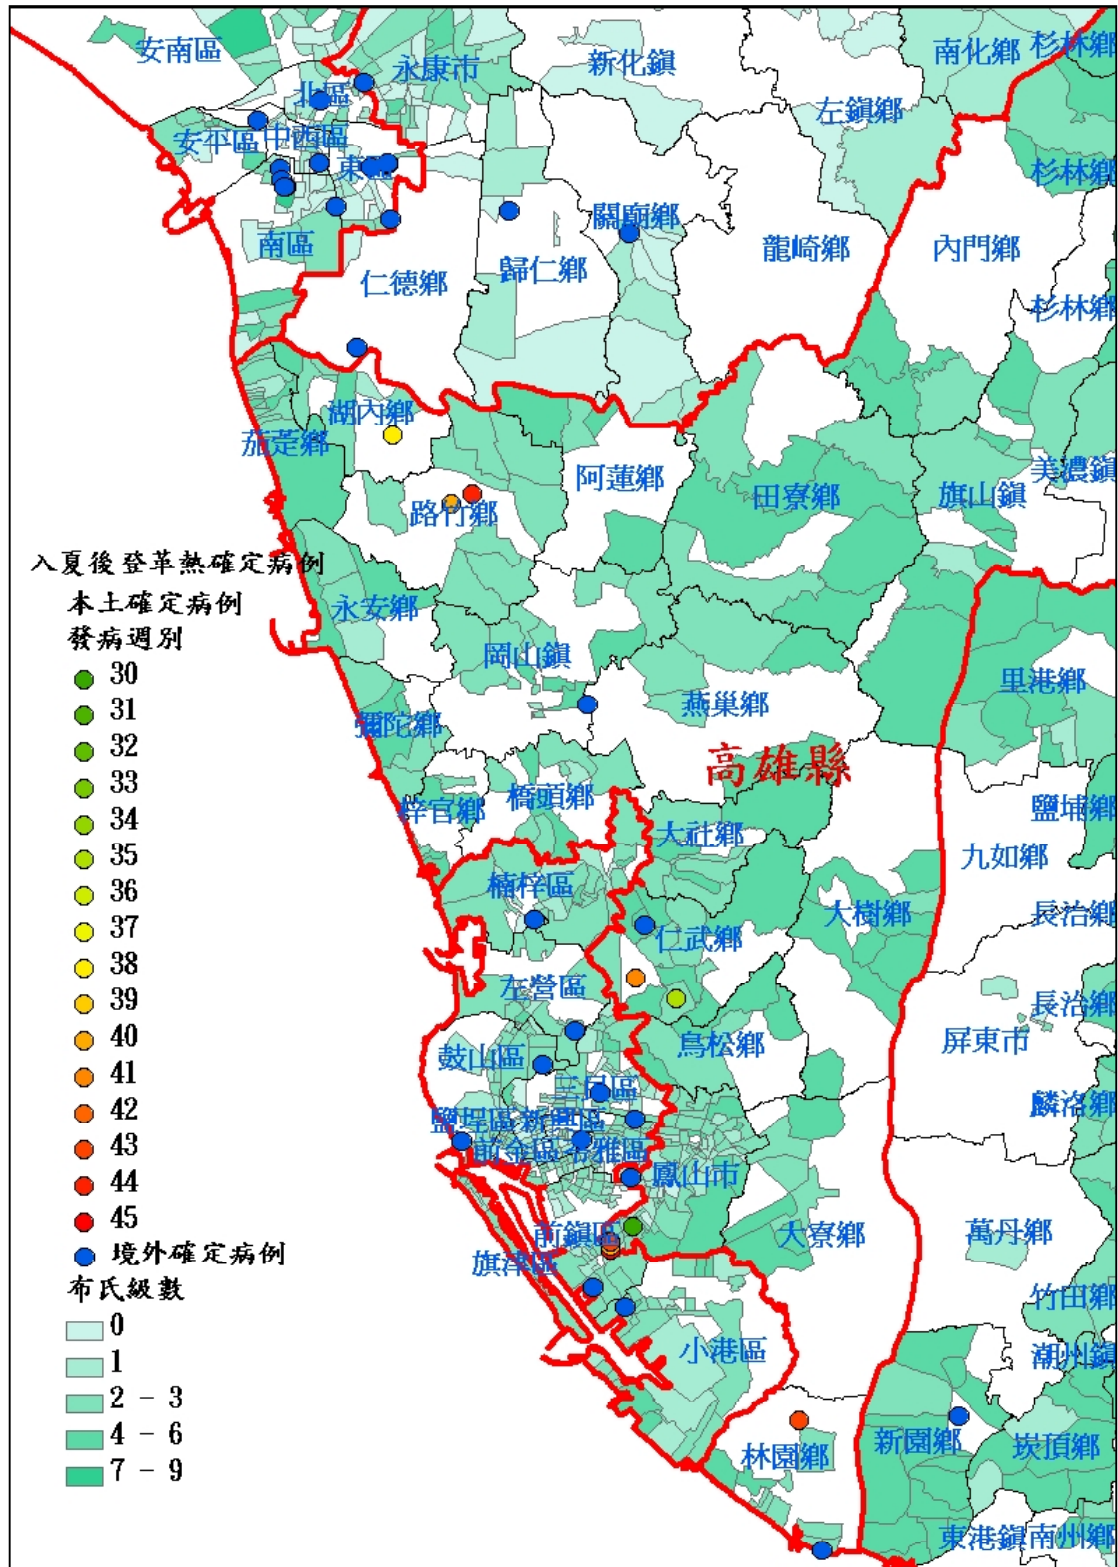 安南區
永康市
新化鎮
南化鄉
杉林鄉
北區
左鎮鄉
安平區
中西區
東區
杉林鄉
南區
關廟鄉
歸仁鄉
仁德鄉
龍崎鄉
內門鄉
杉林鄉
湖內鄉
茄萣鄉
阿蓮鄉
田寮鄉
旗山鎮
美濃鎮
路竹鄉
入夏後登革熱確定病例
本土確定病例
發病週別
永安鄉
岡山鎮
燕巢鄉
里港鄉
彌陀鄉
高雄縣
梓官鄉
橋頭鄉
大社鄉
鹽埔鄉
九如鄉
楠梓區
大樹鄉
長治鄉
仁武鄉
左營區
長治鄉
鼓山區
鳥松鄉
屏東市
三民區
麟洛鄉
鹽埕區
新興區
前金區
苓雅區
鳳山市
前鎮區
大寮鄉
萬丹鄉
旗津區
竹田鄉
小港區
潮州鎮
林園鄉
新園鄉
崁頂鄉
東港鎮
南州鄉
30
31
32
33
34
35
36
37
38
39
40
41
42
43
44
45
境外確定病例
布氏級數
0
1
2 - 3
4 - 6
7 - 9